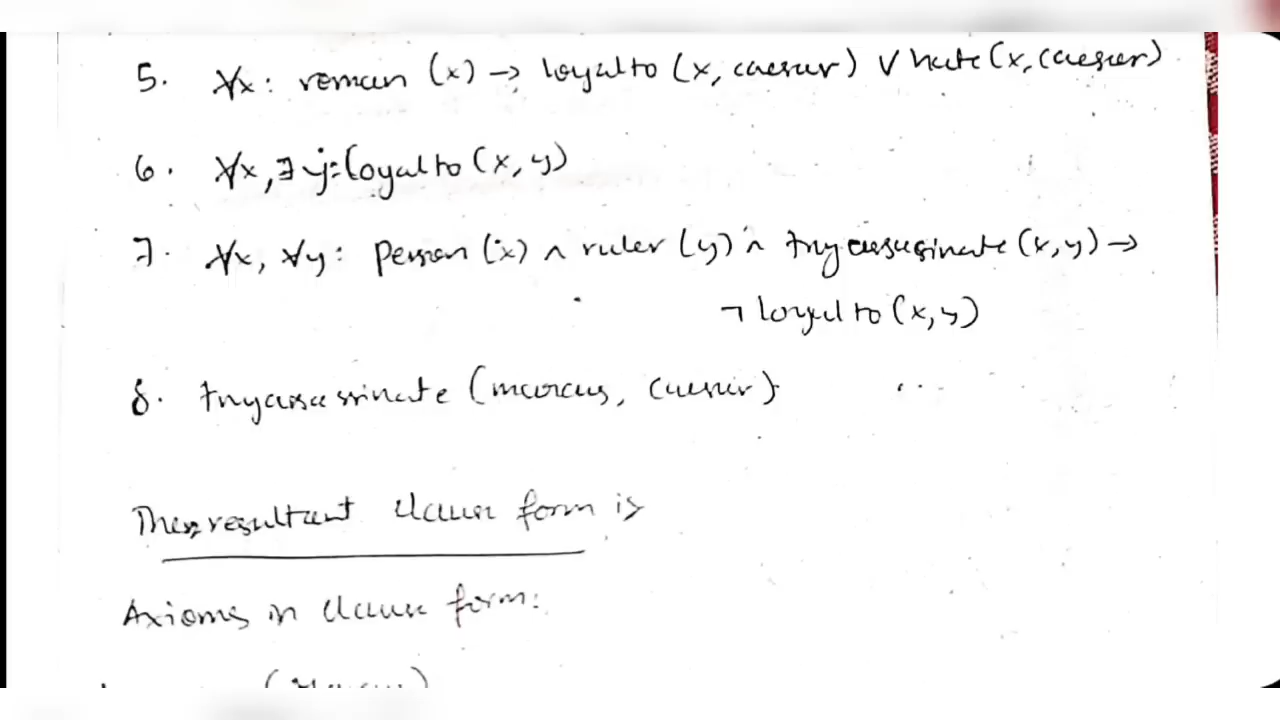 5. ∀x: roman (x) → loyalto (x, caesar) ∨ hate (x, caesar)
6. ∀x, ∃y: loyalto (x, y)
7. ∀x, ∀y: person (x) ∧ ruler (y) ∧ tryassasinate (x, y) →
¬ loyalto (x, y)
8. tryassassinate (marcus, caesar)
The resultant clause form is
Axioms in clause form: